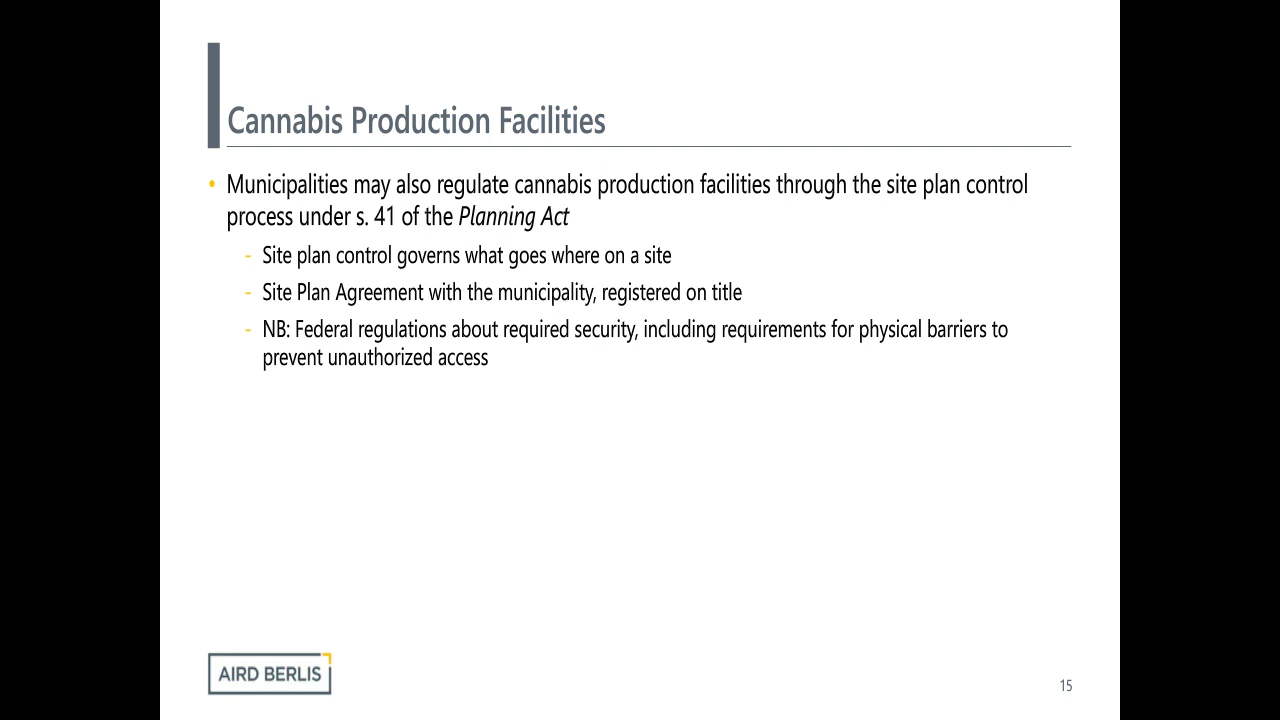 Cannabis Production Facilities
• Municipalities may also regulate cannabis production facilities through the site plan control
process under s. 41 of the Planning Act
- Site plan control governs what goes where on a site
- Site Plan Agreement with the municipality, registered on title
- NB: Federal regulations about required security, including requirements for physical barriers to
prevent unauthorized access
AIRD BERLIS
15